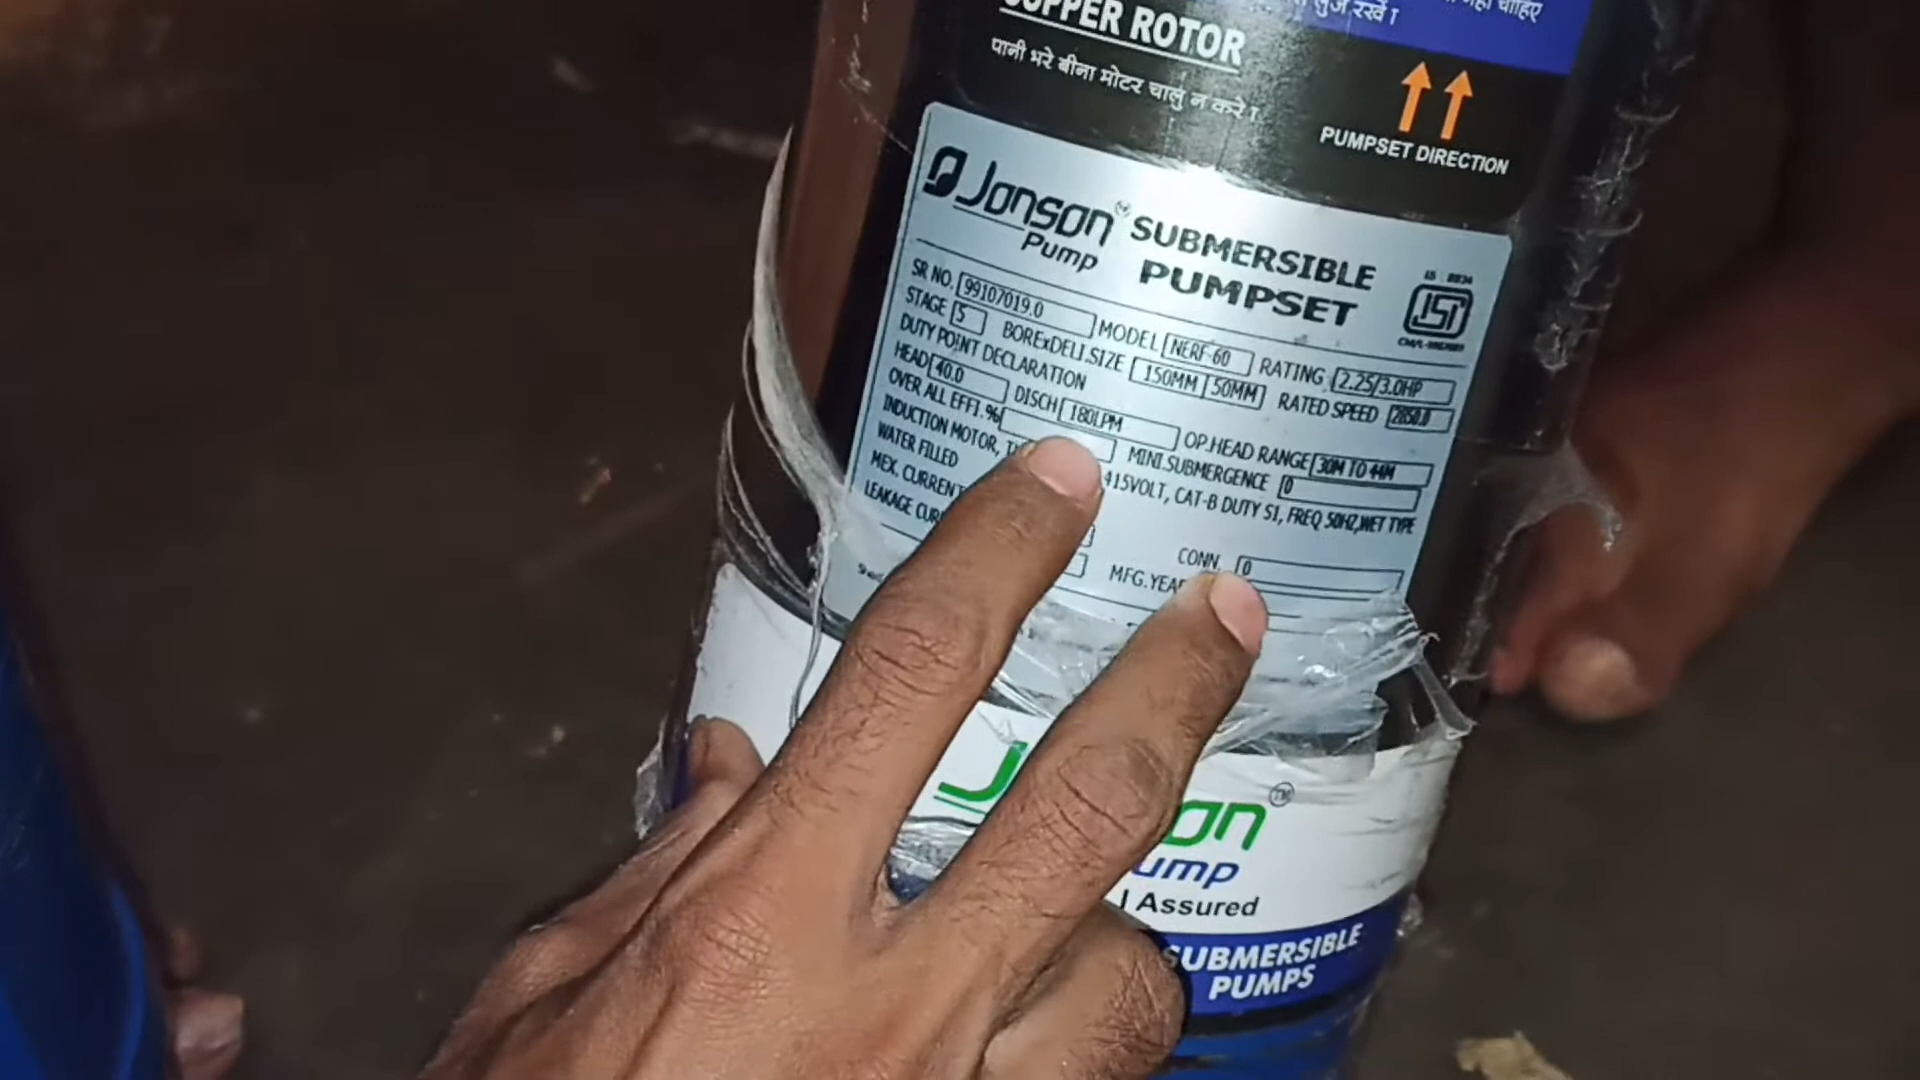 लुज रखें।
चाहिए
COPPER ROTOR
पानी भरे बीना मोटर चालु न करे।
PUMPSET DIRECTION
Jonson Pump
SUBMERSIBLE
PUMPSET
SR NO. 99107019.0 MODEL NERF-60 RATING 2.25/3.0HP
STAGE 5 BORExDELI.SIZE 150MM 50MM RATED SPEED 2850.0
DUTY POINT DECLARATION
HEAD 40.0 DISCH 180LPM OP.HEAD RANGE 30M TO 44M
OVER ALL EFFI.% MINI.SUBMERGENCE 0
INDUCTION MOTOR, 415VOLT, CAT-B DUTY S1, FREQ 50HZ,WET TYPE
WATER FILLED
MEX. CURRENT CONN. 0
LEAKAGE MFG.YEAR
ump
Assured
SUBMERSIBLE
PUMPS